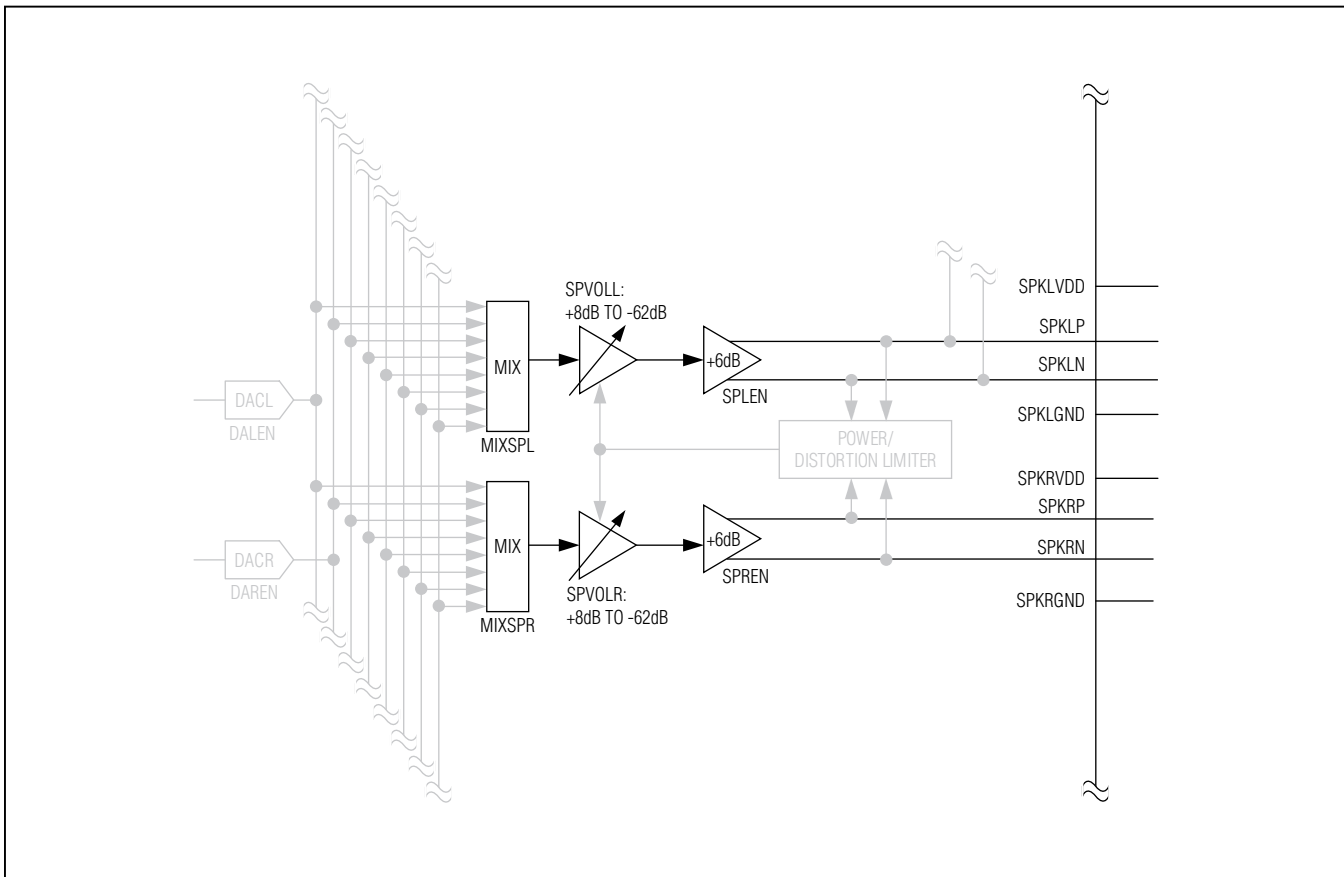 SPVOLL:
+8dB TO -62dB
SPKLVDD
SPKLP
MIX
+6dB
SPKLN
SPLEN
DACL
DALEN
SPKLGND
MIXSPL
POWER/
DISTORTION LIMITER
SPKRVDD
SPKRP
MIX
+6dB
SPKRN
DACR
DAREN
SPREN
SPVOLR:
+8dB TO -62dB
SPKRGND
MIXSPR